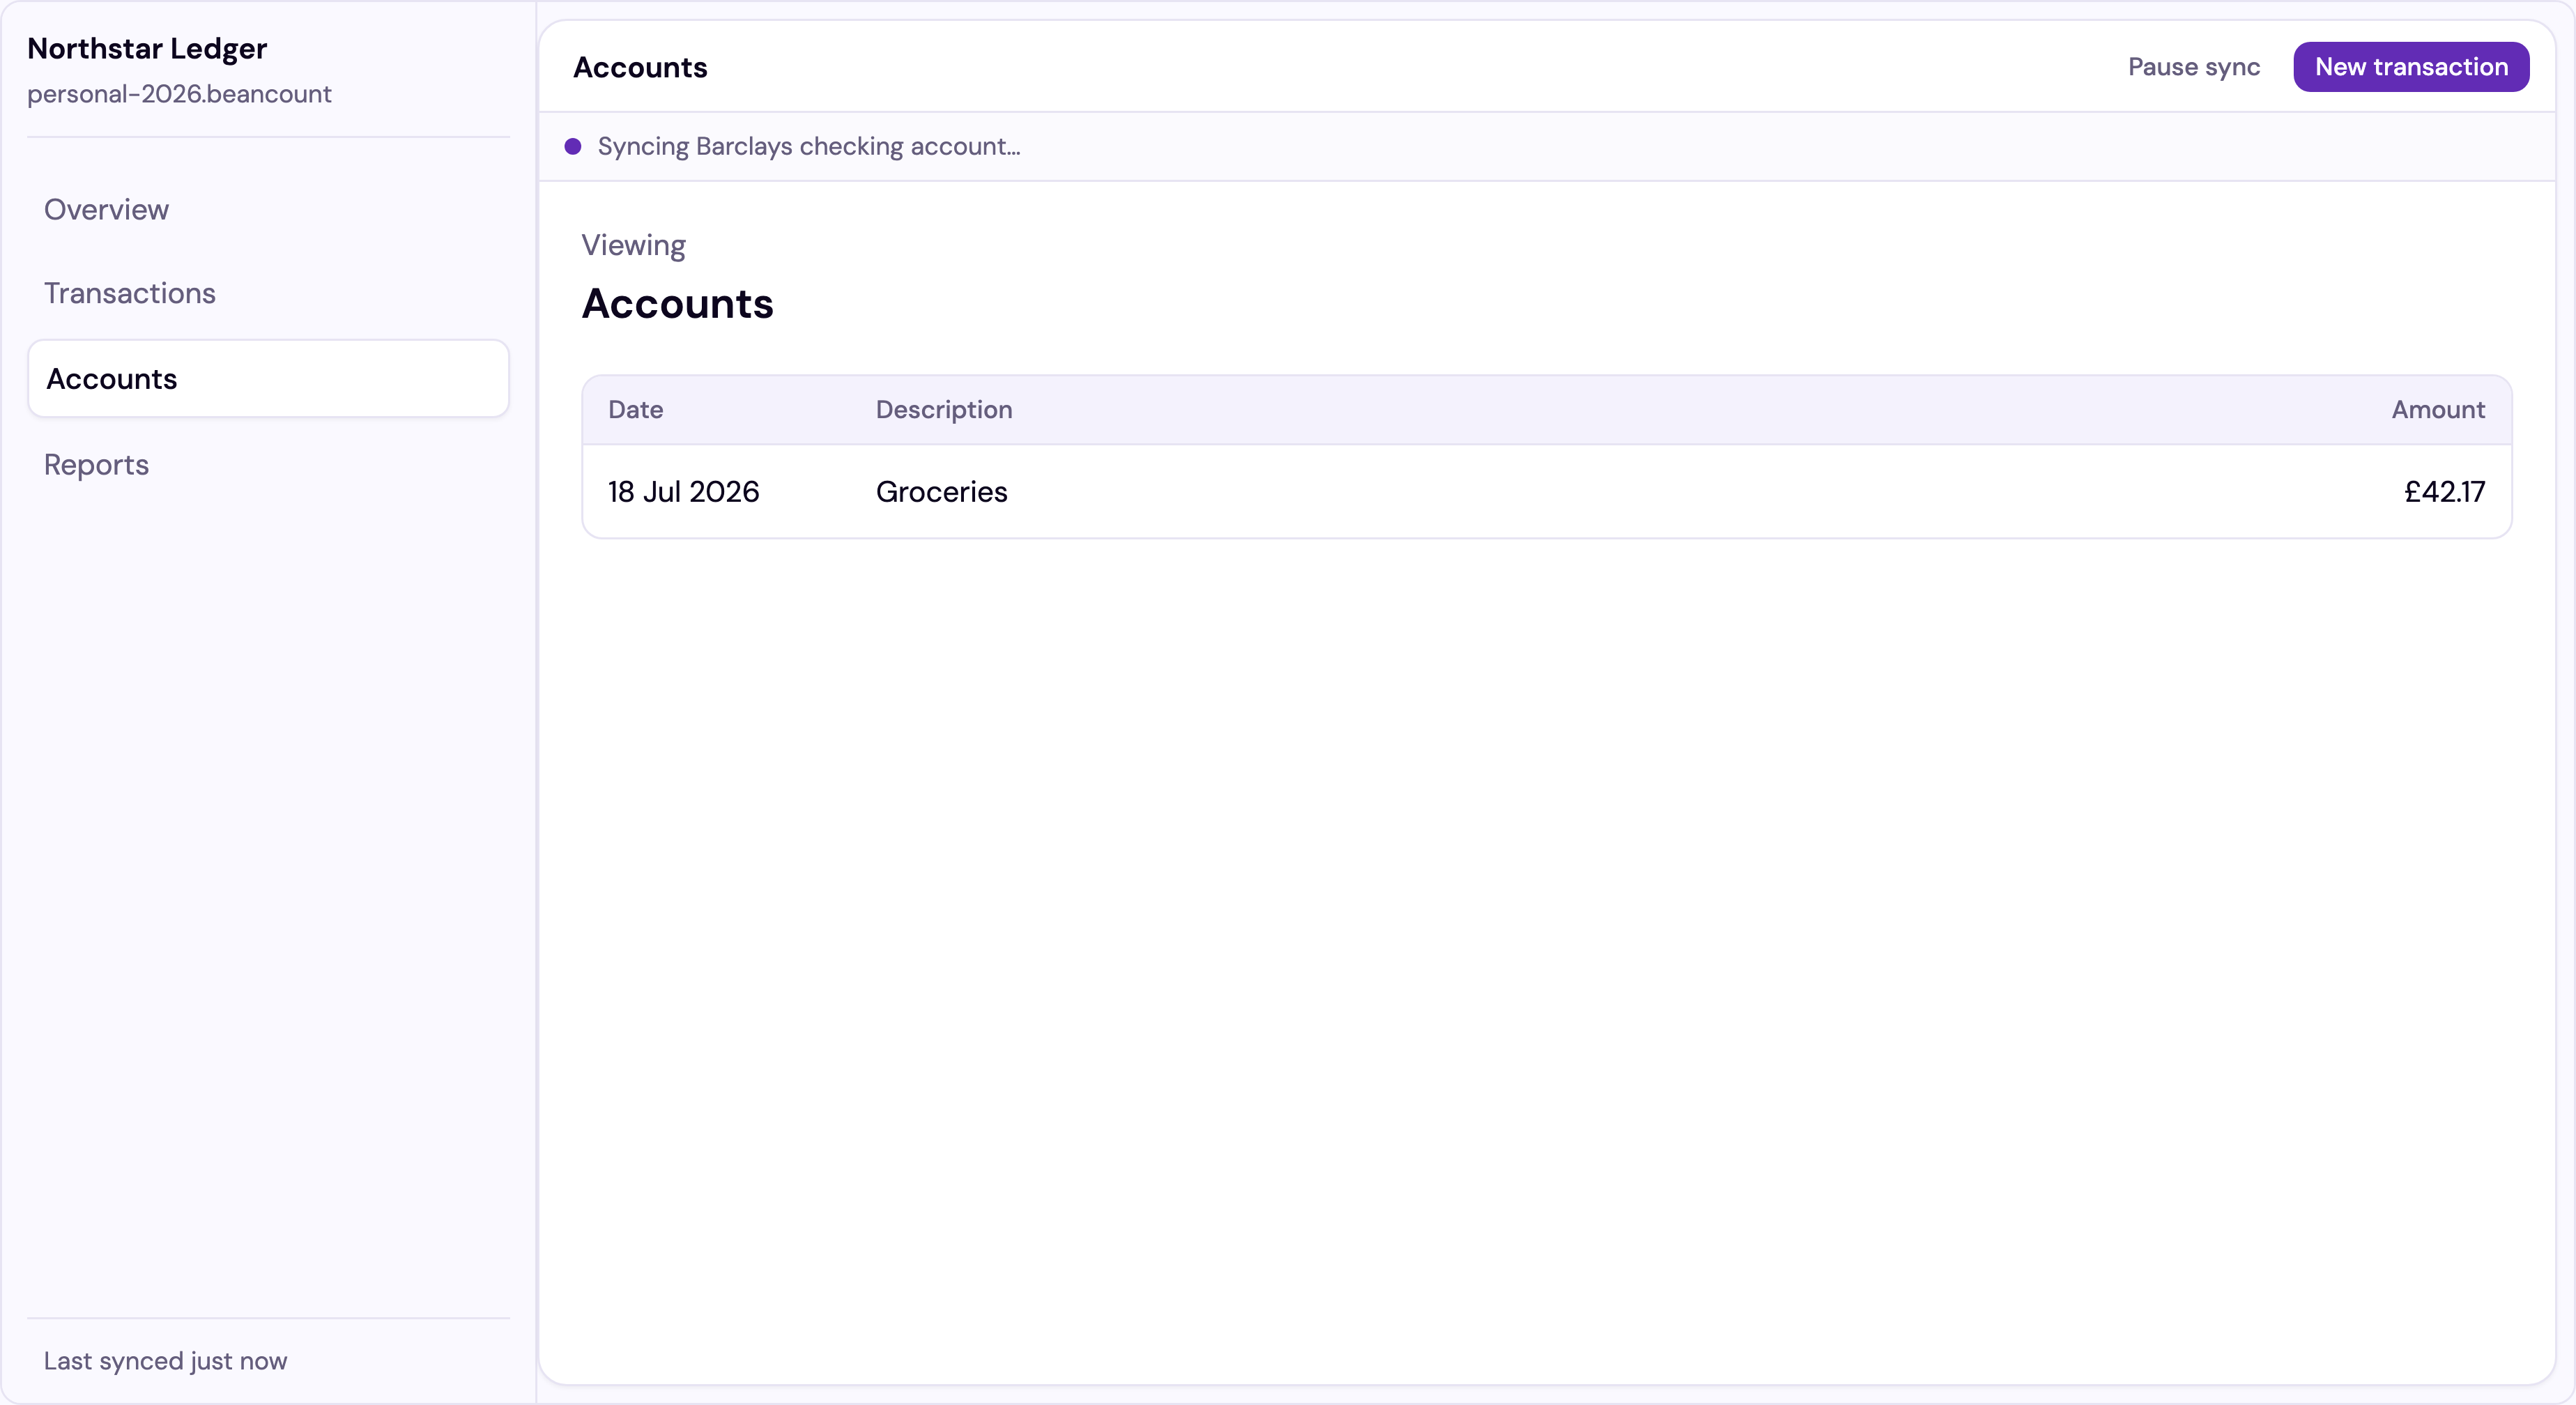 Northstar Ledger
personal-2026.beancount
Overview
Transactions
Accounts
Reports
Last synced just now
Accounts
Pause sync
New transaction
Syncing Barclays checking account...
Viewing
Accounts
Date Description Amount
18 Jul 2026 Groceries £42.17